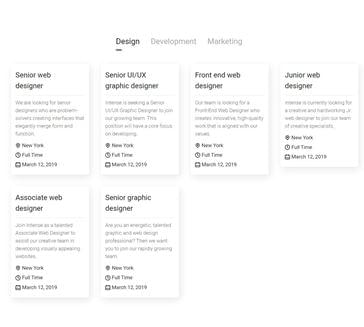 Design Development Marketing
Senior web
designer
We are looking for senior
designers who are problem-
solvers creating interfaces that
elegantly merge form and
function.
New York
Full Time
March 12, 2019
Senior UI/UX
graphic designer
Intense is seeking a Senior
UI/UX Graphic Designer to join
our growing team. This
position will have a core focus
on developing.
New York
Full Time
March 12, 2019
Front end web
designer
Our team is looking for a
Front-End Web Designer who
creates innovative, high-quality
work that is aligned with our
values.
New York
Full Time
March 12, 2019
Junior web
designer
Intense is currently looking for
a creative and hardworking Jr.
Web Designer to join our team
of creative specialists.
New York
Full Time
March 12, 2019
Associate web
designer
Join Intense as a talented
Associate Web Designer to
assist our creative team in
developing visually appealing
websites.
New York
Full Time
March 12, 2019
Senior graphic
designer
Are you an energetic, talented
graphic and web design
professional? Then we want
you to join our rapidly growing
team.
New York
Full Time
March 12, 2019